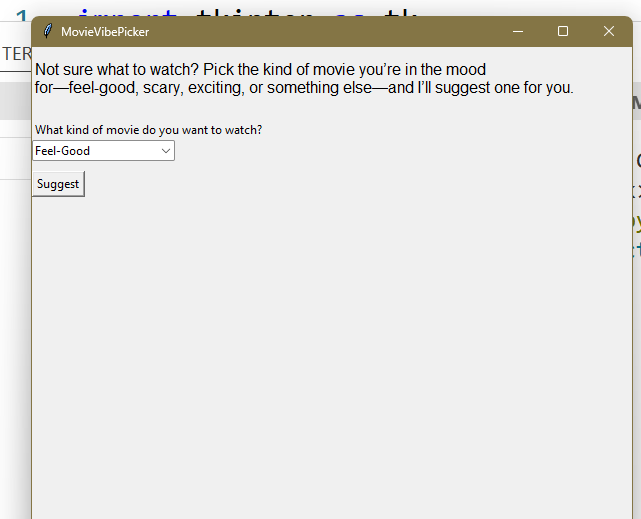 1 import tkinter as tk
MovieVibePicker
TER
Not sure what to watch? Pick the kind of movie you’re in the mood
for—feel-good, scary, exciting, or something else—and I’ll suggest one for you.
What kind of movie do you want to watch?
Feel-Good
Suggest